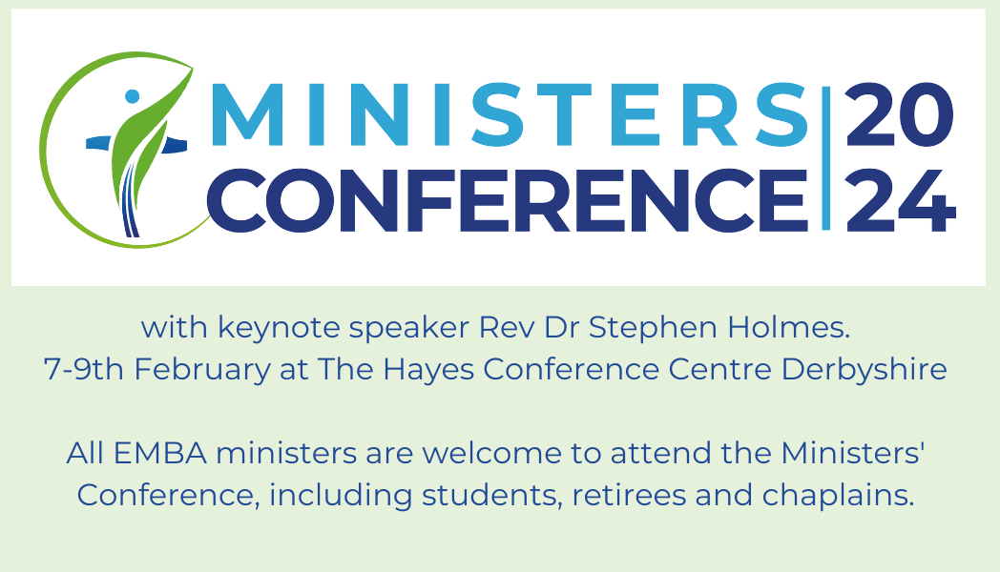 MINISTERS 20
CONFERENCE 24
with keynote speaker Rev Dr Stephen Holmes.
7-9th February at The Hayes Conference Centre Derbyshire
All EMBA ministers are welcome to attend the Ministers'
Conference, including students, retirees and chaplains.